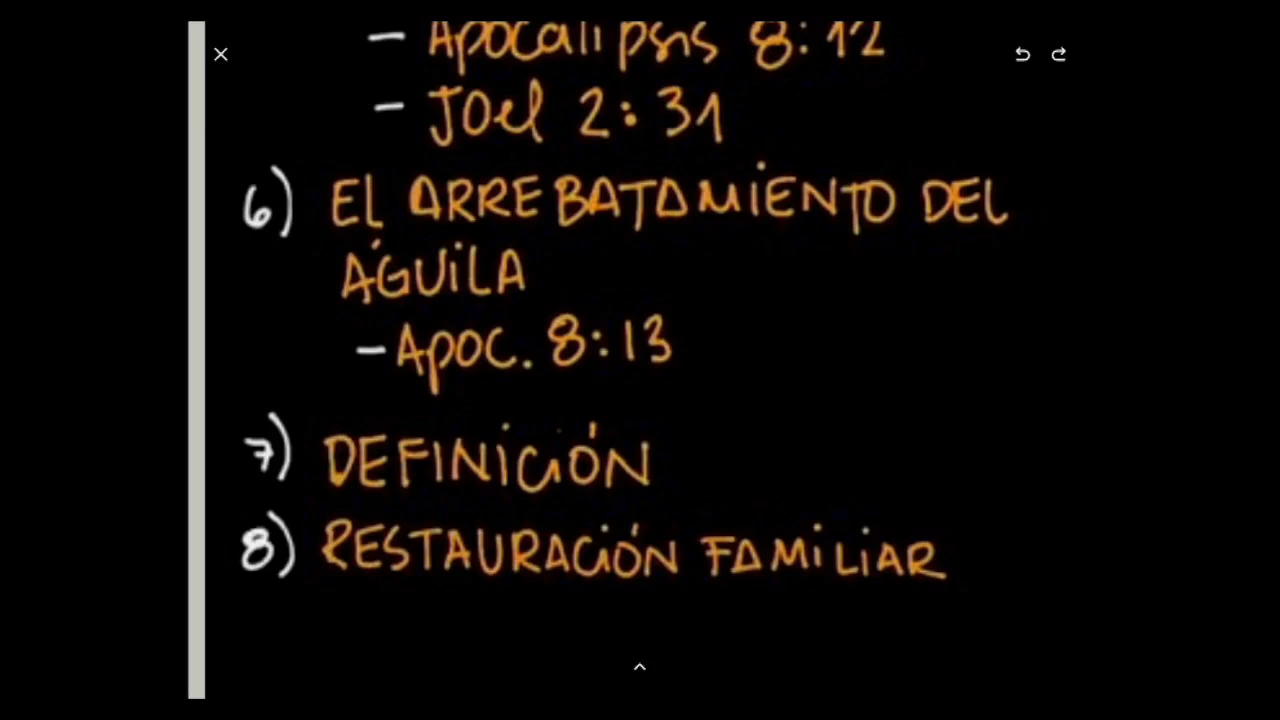 - Apocalipsis 8:12
- JOel 2:31
6) El ARREBATAMiENTO DEL
ÁGUiLA
- Apoc. 8:13
7) DEFINICIÓN
8) RESTAURACiÓN FAMiLiAR